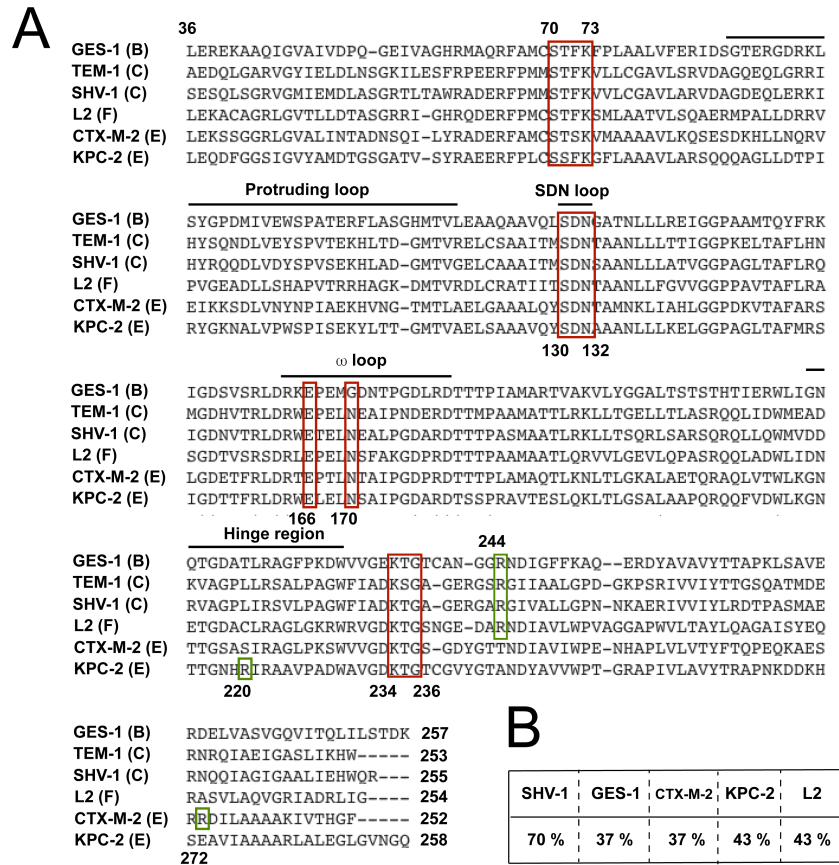 A
36 70 73
GES-1 (B) LEREKAAQIGVAIVDPQ-GEIVAGHRMAQRFAMCSTFKFPLAALVFERIDSGTERGDRKL
TEM-1 (C) AEDQLGARVGYIELDLNSGKILESFRPEERFPMMSTFKVLLCGAVLSRVDAGQEQLGRRI
SHV-1 (C) SESQLSGRVGMIEMDLASGRTLTAWRADERFPMMSTFKVVLCGAVLARVDAGDEQLERKI
L2 (F) LEKACAGRLGVTLLDTASGRRI-GHRQDERFPMCSTFKSMLAATVLSQAERMPALLDRRV
CTX-M-2 (E) LEKSSGGRLGVALINTADNSQI-LYRADERFAMCSTSKVMAAAAVLKQSESDKHLLNQRV
KPC-2 (E) LEQDFGGSIGVYAMDTGSGATV-SYRAEERFPLCSSFKGFLAAAVLARSQQQAGLLDTPI
Protruding loop SDN loop
GES-1 (B) SYGPDMIVEWSPATERFLASGHMTVLEAAQAAVQLSDNGATNLLLREIGGPAAMTQYFRK
TEM-1 (C) HYSQNDLVEYSPVTEKHLTD-GMTVRELCSAAITMSDNTAANLLLTTIGGPKELTAFLHN
SHV-1 (C) HYRQQDLVDYSPVSEKHLAD-GMTVGELCAAAITMSDNSAANLLLATVGGPAGLTAFLRQ
L2 (F) PVGEADLLSHAPVTRRHAGK-DMTVRDLCRATIITSDNTAANLLFGVVGGPPAVTAFLRA
CTX-M-2 (E) EIKKSDLVNYNPIAEKHVNG-TMTLAELGAAALQYSDNTAMNKLIAHLGGPDKVTAFARS
KPC-2 (E) RYGKNALVPWSPISEKYLTT-GMTVAELSAAAVQYSDNAAANLLLKELGGPAGLTAFMRS
130 132
ω loop
GES-1 (B) IGDSVSRLDRKEPEMGDNTPGDLRDTTTPIAMARTVAKVLYGGALTSTSTHTIERWLIGN
TEM-1 (C) MGDHVTRLDRWEPELNEAIPNDERDTTMPAAMATTLRKLLTGELLTLASRQQLIDWMEAD
SHV-1 (C) IGDNVTRLDRWETELNEALPGDARDTTTPASMAATLRKLLTSQRLSARSQRQLLQWMVDD
L2 (F) SGDTVSRSDRLEPELNSFAKGDPRDTTTPAAMAATLQRVVLGEVLQPASRQQLADWLIDN
CTX-M-2 (E) LGDETFRLDRTEPTLNTAIPGDPRDTTTPLAMAQTLKNLTLGKALAETQRAQLVTWLKGN
KPC-2 (E) IGDTTFRLDRWELELNSAIPGDARDTSSPRAVTESLQKLTLGSALAAPQRQQFVDWLKGN
166 170
Hinge region 244
GES-1 (B) QTGDATLRAGFPKDWVVGEKTGTCAN-GGRNDIGFFKAQ--ERDYAVAVYTTAPKLSAVE
TEM-1 (C) KVAGPLLRSALPAGWFIADKSGA-GERGSRGIIAALGPD-GKPSRIVVIYTTGSQATMDE
SHV-1 (C) RVAGPLIRSVLPAGWFIADKTGA-GERGARGIVALLGPN-NKAERIVVIYLRDTPASMAE
L2 (F) ETGDACLRAGLGKRWRVGDKTGSNGE-DARNDIAVLWPVAGGAPWVLTAYLQAGAISYEQ
CTX-M-2 (E) TTGSASIRAGLPKSWVVGDKTGS-GDYGTTNDIAVIWPE-NHAPLVLVTYFTQPEQKAES
KPC-2 (E) TTGNHRIRAAVPADWAVGDKTGTCGVYGTANDYAVVWPT-GRAPIVLAVYTRAPNKDDKH
220 234 236
GES-1 (B) RDELVASVGQVITQLILSTDK 257
TEM-1 (C) RNRQIAEIGASLIKHW----- 253
SHV-1 (C) RNQQIAGIGAALIEHWQR--- 255
L2 (F) RASVLAQVGRIADRLIG---- 254
CTX-M-2 (E) RRDILAAAAKIVTHGF----- 252
KPC-2 (E) SEAVIAAAARLALEGLGVNGQ 258
272
B
SHV-1 GES-1 CTX-M-2 KPC-2 L2
70 % 37 % 37 % 43 % 43 %